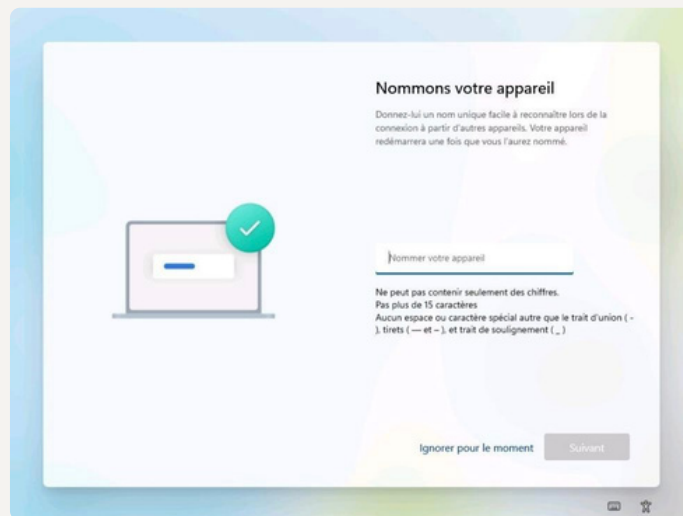 Nommons votre appareil
Donnez-lui un nom unique facile à reconnaître lors de la
connexion à partir d'autres appareils. Votre appareil
redémarrera une fois que vous l'aurez nommé.
Nommer votre appareil
Ne peut pas contenir seulement des chiffres.
Pas plus de 15 caractères
Aucun espace ou caractère spécial autre que le trait d'union ( -
), tirets ( — et – ), et trait de soulignement ( _ )
Ignorer pour le moment
Suivant